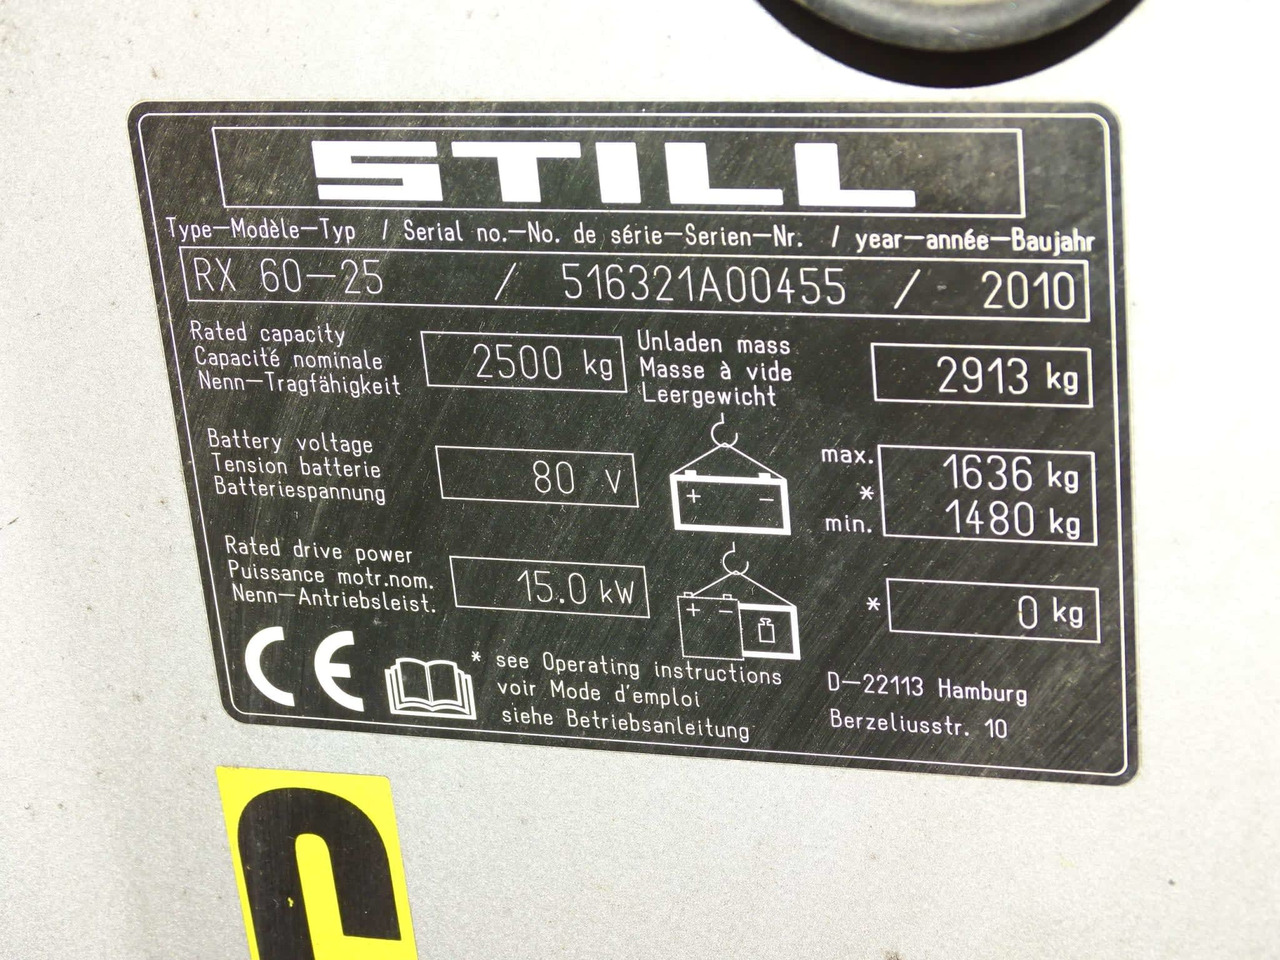 STILL
Type—Modèle—Typ / Serial no.—No. de série—Serien—Nr. / year—année—Baujahr
RX 60—25 / 516321A00455 / 2010
Rated capacity
Capacité nominale
Nenn—Tragfähigkeit
2500 kg
Unladen mass
Masse à vide
Leergewicht
2913 kg
Battery voltage
Tension batterie
Batteriespannung
80 V
+ −
max. 1636 kg
*
min. 1480 kg
Rated drive power
Puissance motr.nom.
Nenn—Antriebsleist.
15.0 kW
+ −
* 0 kg
CE
* see Operating instructions
voir Mode d'emploi
siehe Betriebsanleitung
D—22113 Hamburg
Berzeliusstr. 10